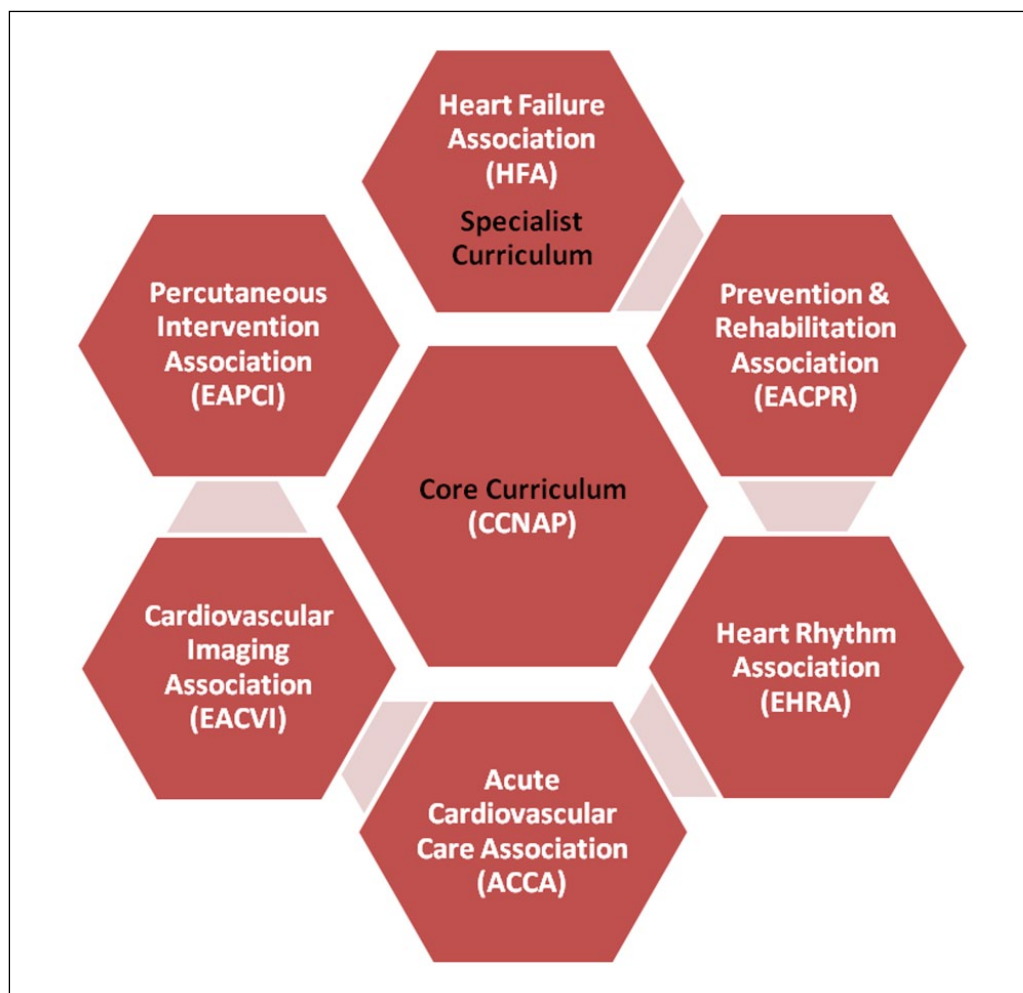 Heart Failure
Association
(HFA)
Specialist
Curriculum
Percutaneous
Intervention
Association
(EAPCI)
Prevention &
Rehabilitation
Association
(EACPR)
Core Curriculum
(CCNAP)
Cardiovascular
Imaging
Association
(EACVI)
Heart Rhythm
Association
(EHRA)
Acute
Cardiovascular
Care Association
(ACCA)